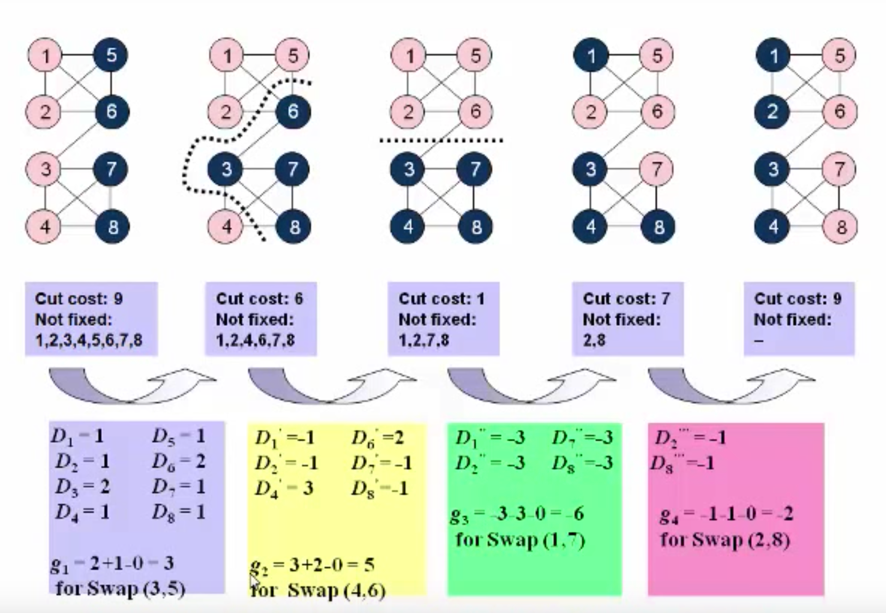 1 5 1 5 1 5 1 5 1 5
2 6 2 6 2 6 2 6 2 6
3 7 3 7 3 7 3 7 3 7
4 8 4 8 4 8 4 8 4 8
Cut cost: 9
Not fixed:
1,2,3,4,5,6,7,8
Cut cost: 6
Not fixed:
1,2,4,6,7,8
Cut cost: 1
Not fixed:
1,2,7,8
Cut cost: 7
Not fixed:
2,8
Cut cost: 9
Not fixed:
–
D₁ = 1 D₅ = 1
D₂ = 1 D₆ = 2
D₃ = 2 D₇ = 1
D₄ = 1 D₈ = 1
g₁ = 2+1-0 = 3
for Swap (3,5)
D₁' = -1 D₆' =2
D₂' = -1 D₇' =-1
D₄' = 3 D₈' =-1
g₂ = 3+2-0 = 5
for Swap (4,6)
D₁'' = -3 D₇'' =-3
D₂'' = -3 D₈'' =-3
g₃ = -3-3-0 = -6
for Swap (1,7)
D₂''' = -1
D₈''' =-1
g₄ = -1-1-0 = -2
for Swap (2,8)